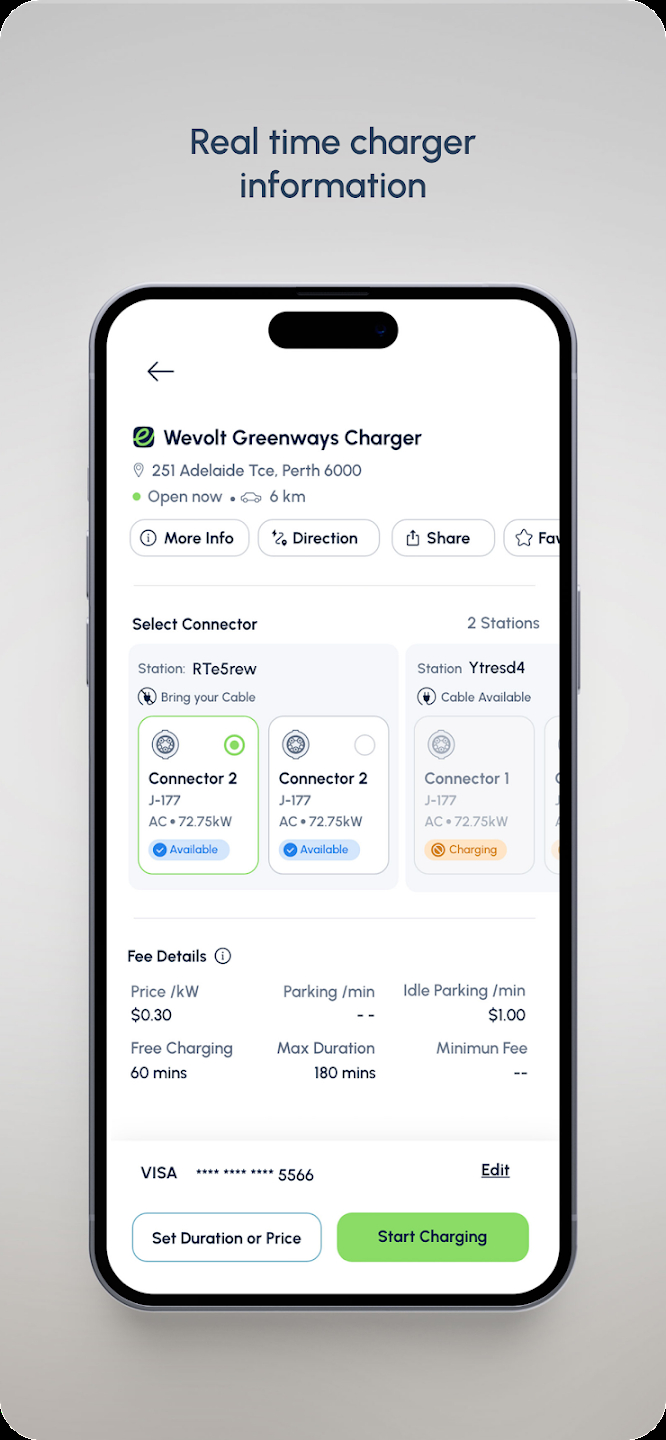 Real time charger
information
Wevolt Greenways Charger
251 Adelaide Tce, Perth 6000
Open now • 6 km
More Info
Direction
Share
Fav
Select Connector
2 Stations
Station: RTe5rew
Bring your Cable
Connector 2
J-177
AC • 72.75kW
Available
Connector 2
J-177
AC • 72.75kW
Available
Station Ytresd4
Cable Available
Connector 1
J-177
AC • 72.75kW
Charging
Fee Details
Price /kW
$0.30
Parking /min
- -
Idle Parking /min
$1.00
Free Charging
60 mins
Max Duration
180 mins
Minimun Fee
--
VISA **** **** **** 5566
Edit
Set Duration or Price
Start Charging